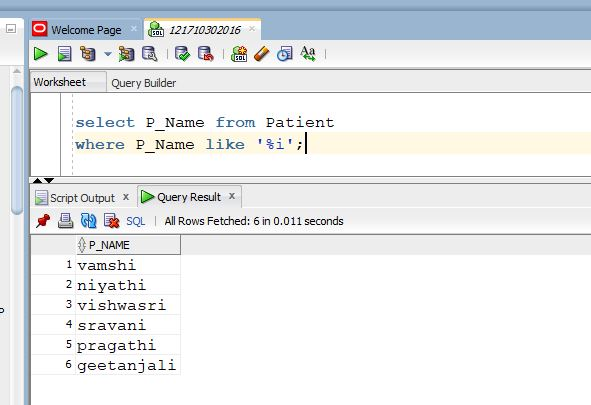 Welcome Page × 121710302016 ×
SQL Aa
Worksheet Query Builder
select P_Name from Patient
where P_Name like '%i';
Script Output × Query Result ×
SQL | All Rows Fetched: 6 in 0.011 seconds
P_NAME
1 vamshi
2 niyathi
3 vishwasri
4 sravani
5 pragathi
6 geetanjali